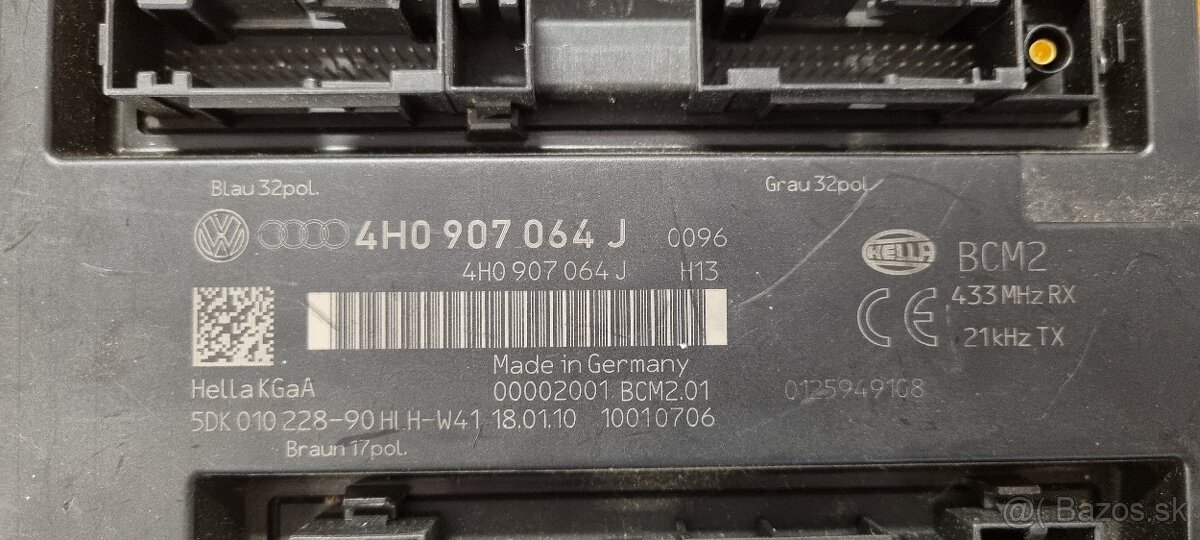 Blau 32pol.
Grau 32pol.
4H0 907 064 J 0096
4H0 907 064 J H13
HELLA BCM2
433 MHz RX
21kHz TX
CE
Made in Germany
Hella KGaA 00002001 BCM2.01
0125949108
5DK 010 228-90 HLH-W41 18.01.10 10010706
Braun 17pol.
@( Bazos.sk